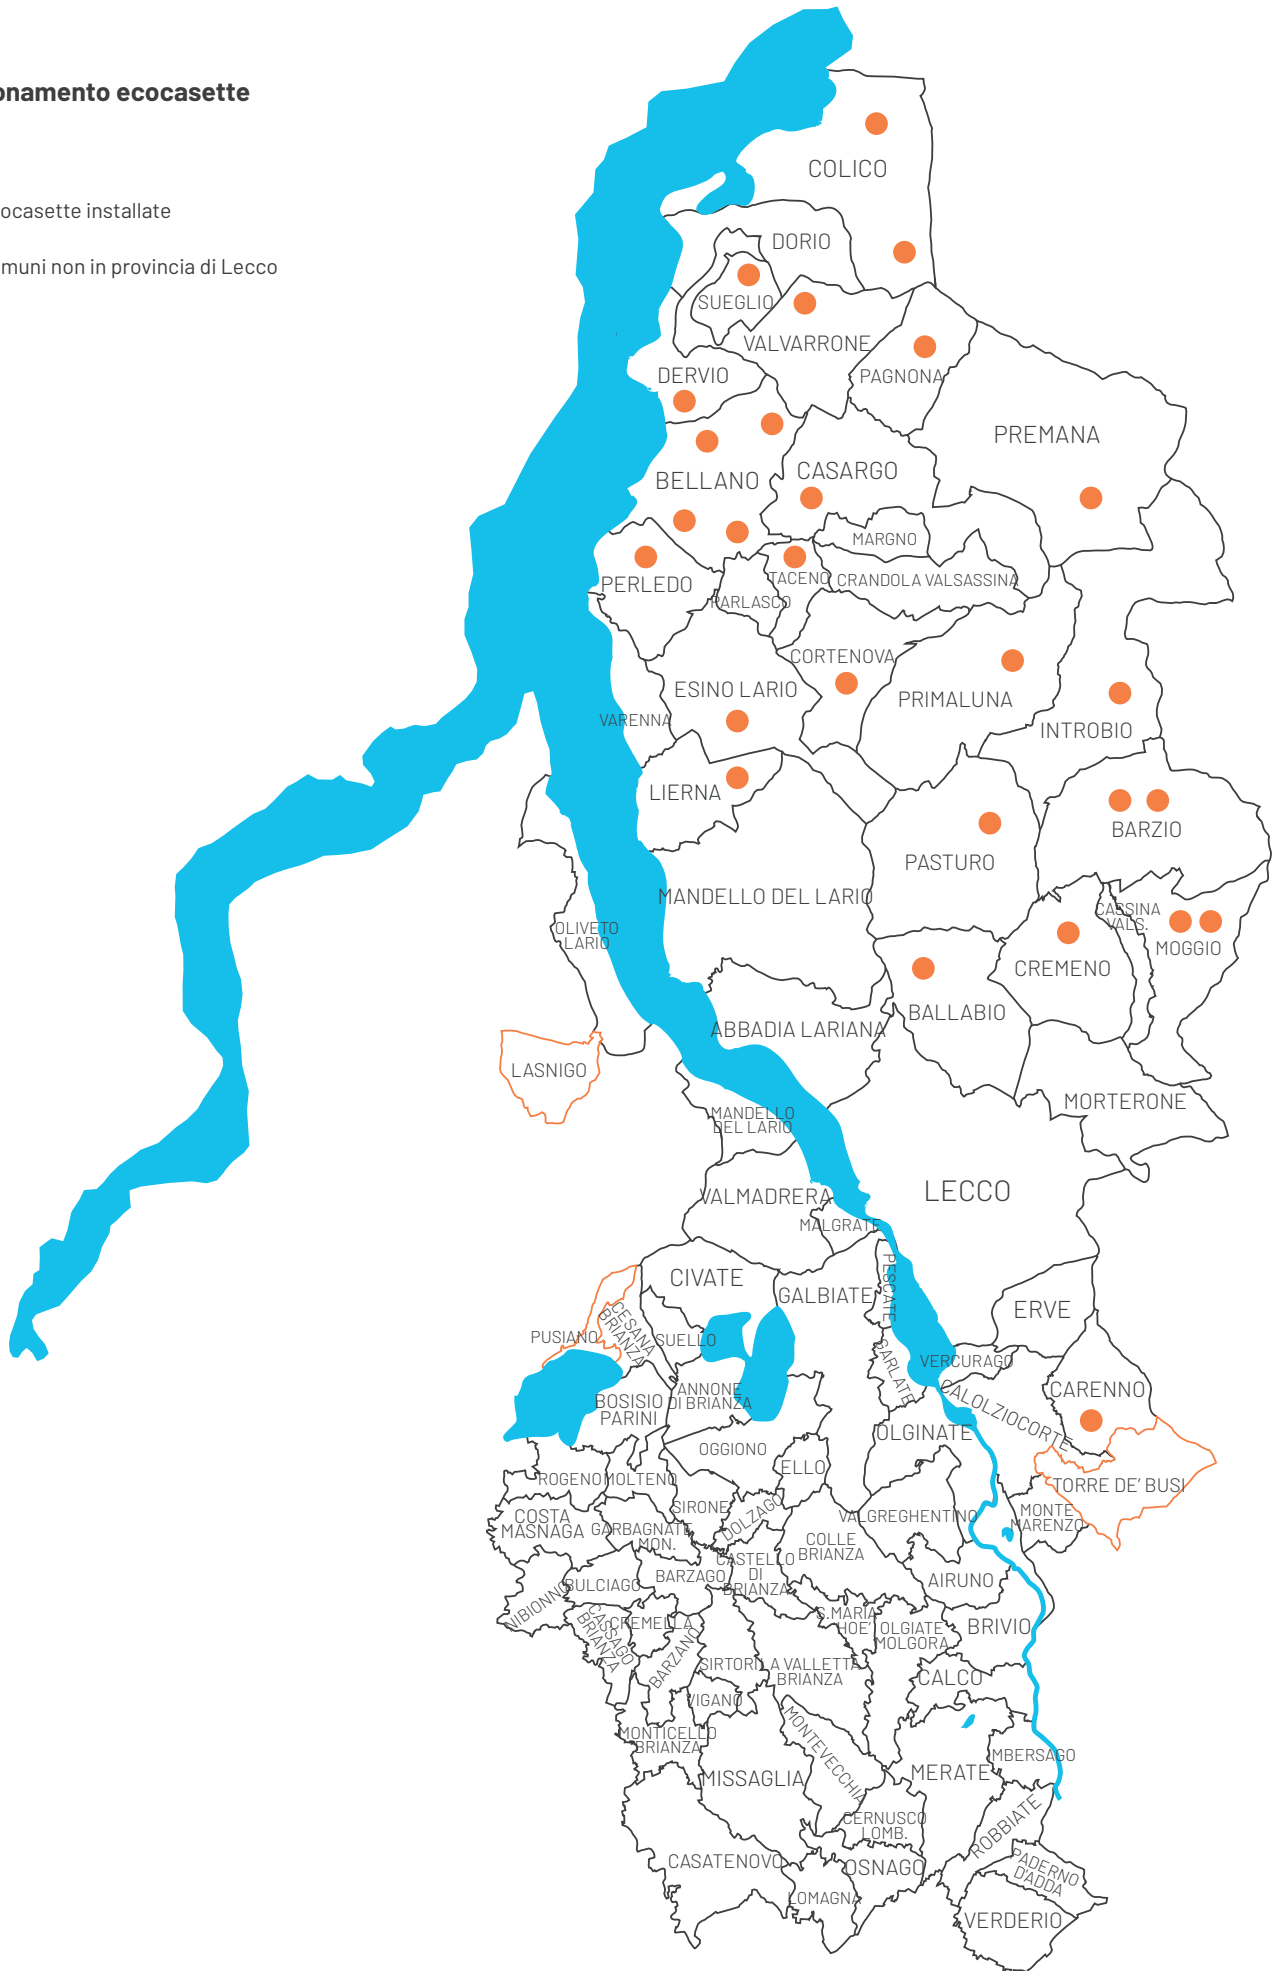 onamento ecocasette
ocasette installate
muni non in provincia di Lecco
COLICO
DORIO
SUEGLIO
VALVARRONE
DERVIO
PAGNONA
PREMANA
CASARGO
BELLANO
MARGNO
TACENO
CRANDOLA VALSASSINA
PERLEDO
PARLASCO
CORTENOVA
ESINO LARIO
PRIMALUNA
VARENNA
INTROBIO
LIERNA
BARZIO
PASTURO
MANDELLO DEL LARIO
CASSINA
VALS.
OLIVETO
LARIO
MOGGIO
CREMENO
BALLABIO
ABBADIA LARIANA
LASNIGO
MORTERONE
MANDELLO
DEL LARIO
LECCO
VALMADRERA
MALGRATE
CIVATE
PESCATE
GALBIATE
ERVE
CESANA
BRIANZA
PUSIANO
SUELLO
GARLATE
VERCURAGO
CARENNO
ANNONE
DI BRIANZA
BOSISIO
PARINI
CALOLZIOCORTE
OLGINATE
OGGIONO
ELLO
ROGENO
MOLTENO
TORRE DE' BUSI
SIRONE
DOLZAGO
VALGREGHENTINO
MONTE
MARENZO
COSTA
MASNAGA
GARBAGNATE
MON.
COLLE
BRIANZA
CASTELLO
DI
BRIANZA
BARZAGO
AIRUNO
BULCIAGO
NIBIONNO
CASSAGO
BRIANZA
CREMELLA
S.MARIA
HOE'
OLGIATE
MOLGORA
BRIVIO
BARZANO
SIRTORI
LA VALLETTA
BRIANZA
CALCO
VIGANO
MONTICELLO
BRIANZA
MONTEVECCHIA
MBERSAGO
MISSAGLIA
MERATE
CERNUSCO
LOMB.
ROBBIATE
CASATENOVO
OSNAGO
PADERNO
D'ADDA
LOMAGNA
VERDERIO